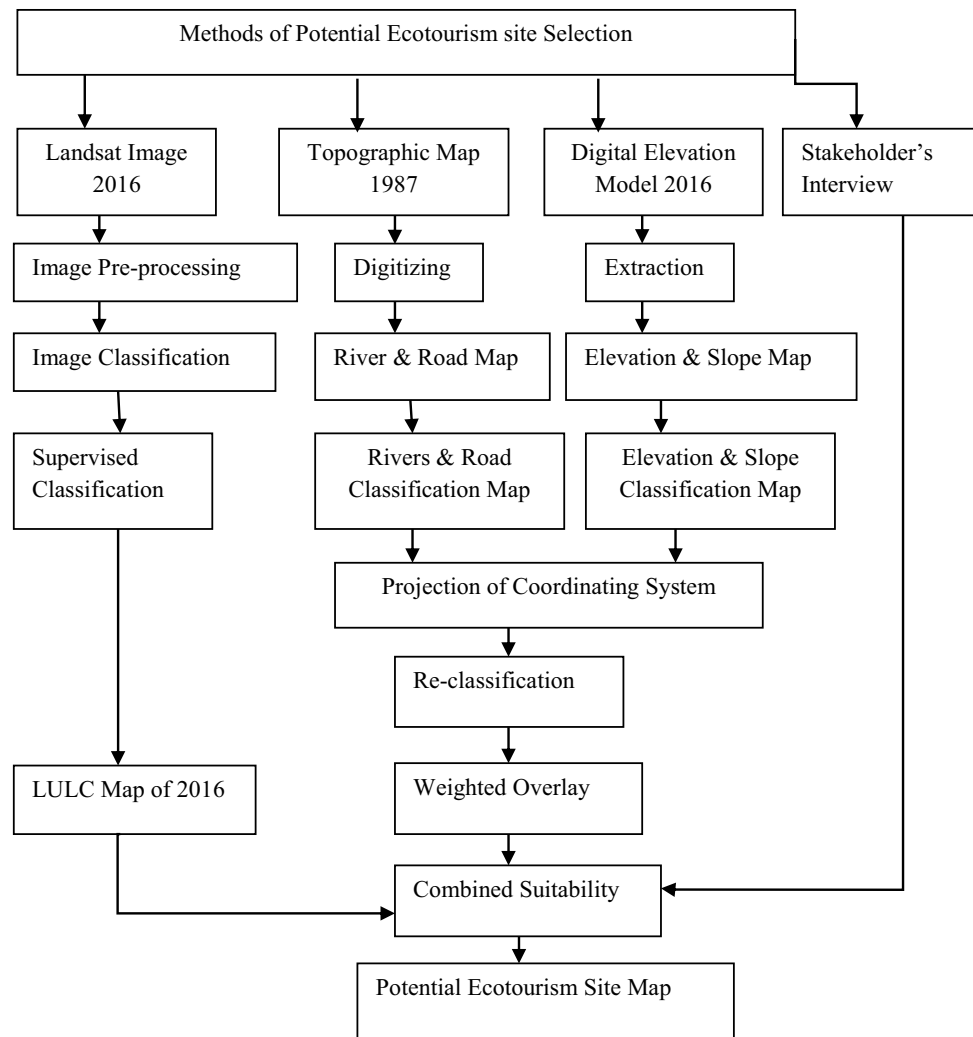 Methods of Potential Ecotourism site Selection
Landsat Image
2016
Topographic Map
1987
Digital Elevation
Model 2016
Stakeholder’s
Interview
Image Pre-processing
Digitizing
Extraction
Image Classification
River & Road Map
Elevation & Slope Map
Supervised
Classification
Rivers & Road
Classification Map
Elevation & Slope
Classification Map
Projection of Coordinating System
Re-classification
LULC Map of 2016
Weighted Overlay
Combined Suitability
Potential Ecotourism Site Map